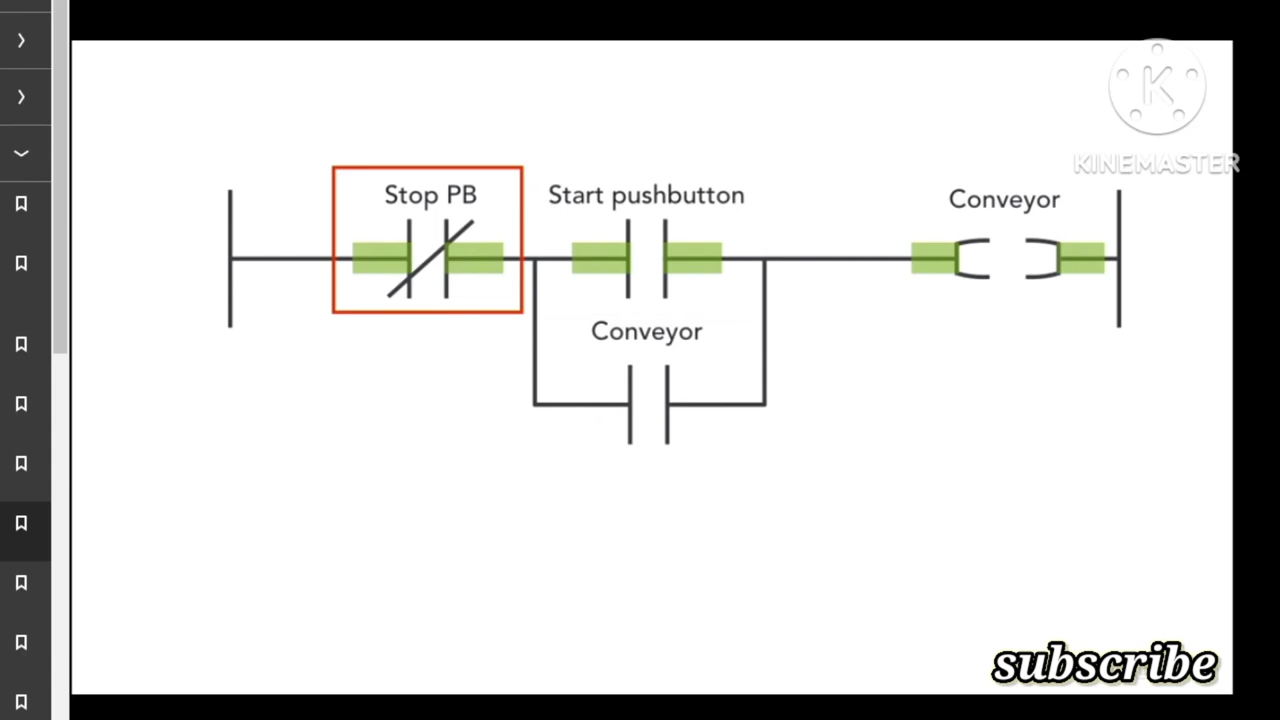 KINEMASTER
Stop PB
Start pushbutton
Conveyor
Conveyor
subscribe